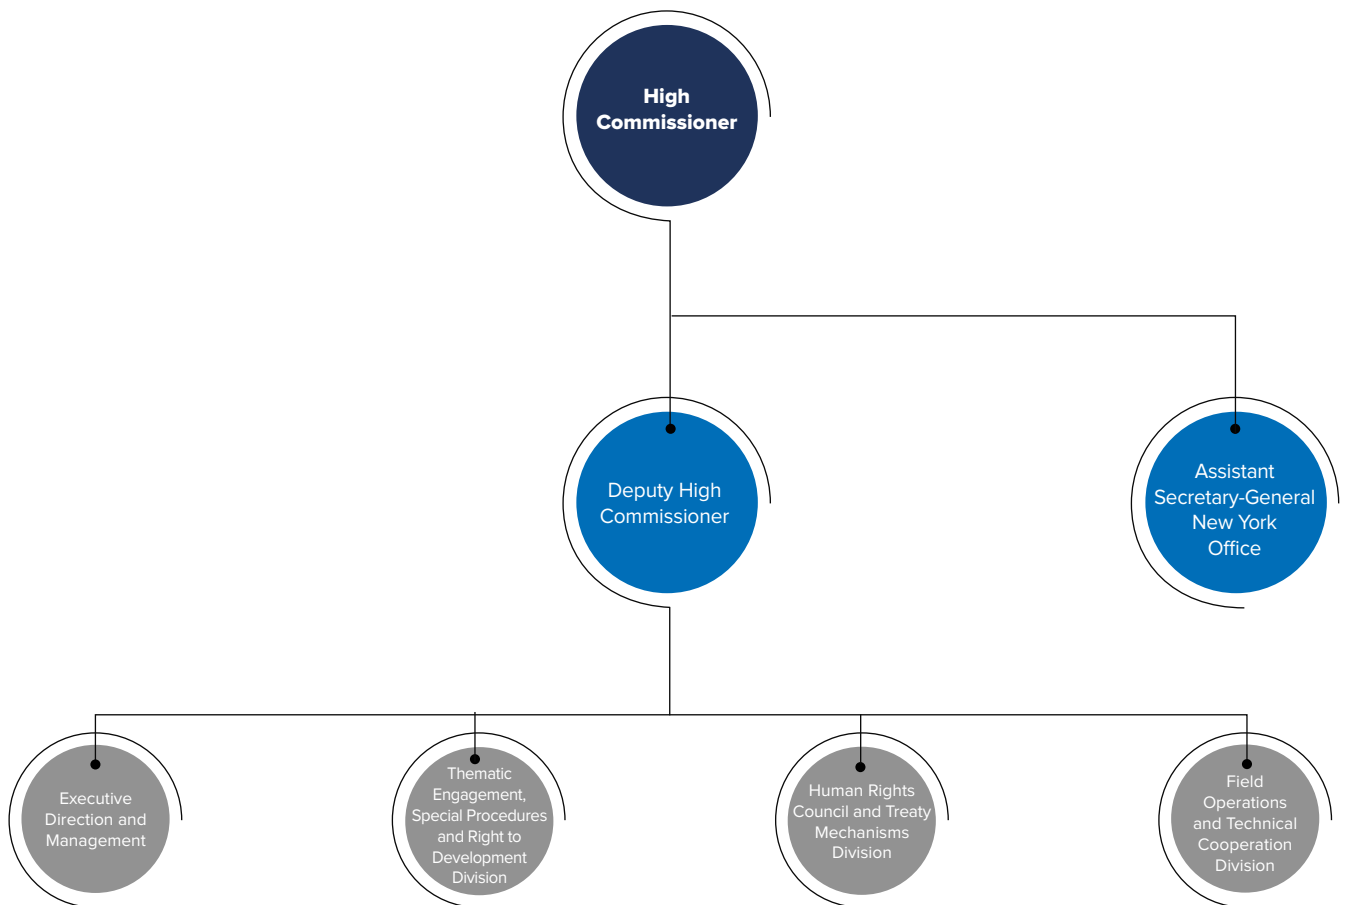 High
Commissioner
Deputy High
Commissioner
Assistant
Secretary-General
New York
Office
Executive
Direction and
Management
Thematic
Engagement,
Special Procedures
and Right to
Development
Division
Human Rights
Council and Treaty
Mechanisms
Division
Field
Operations
and Technical
Cooperation
Division